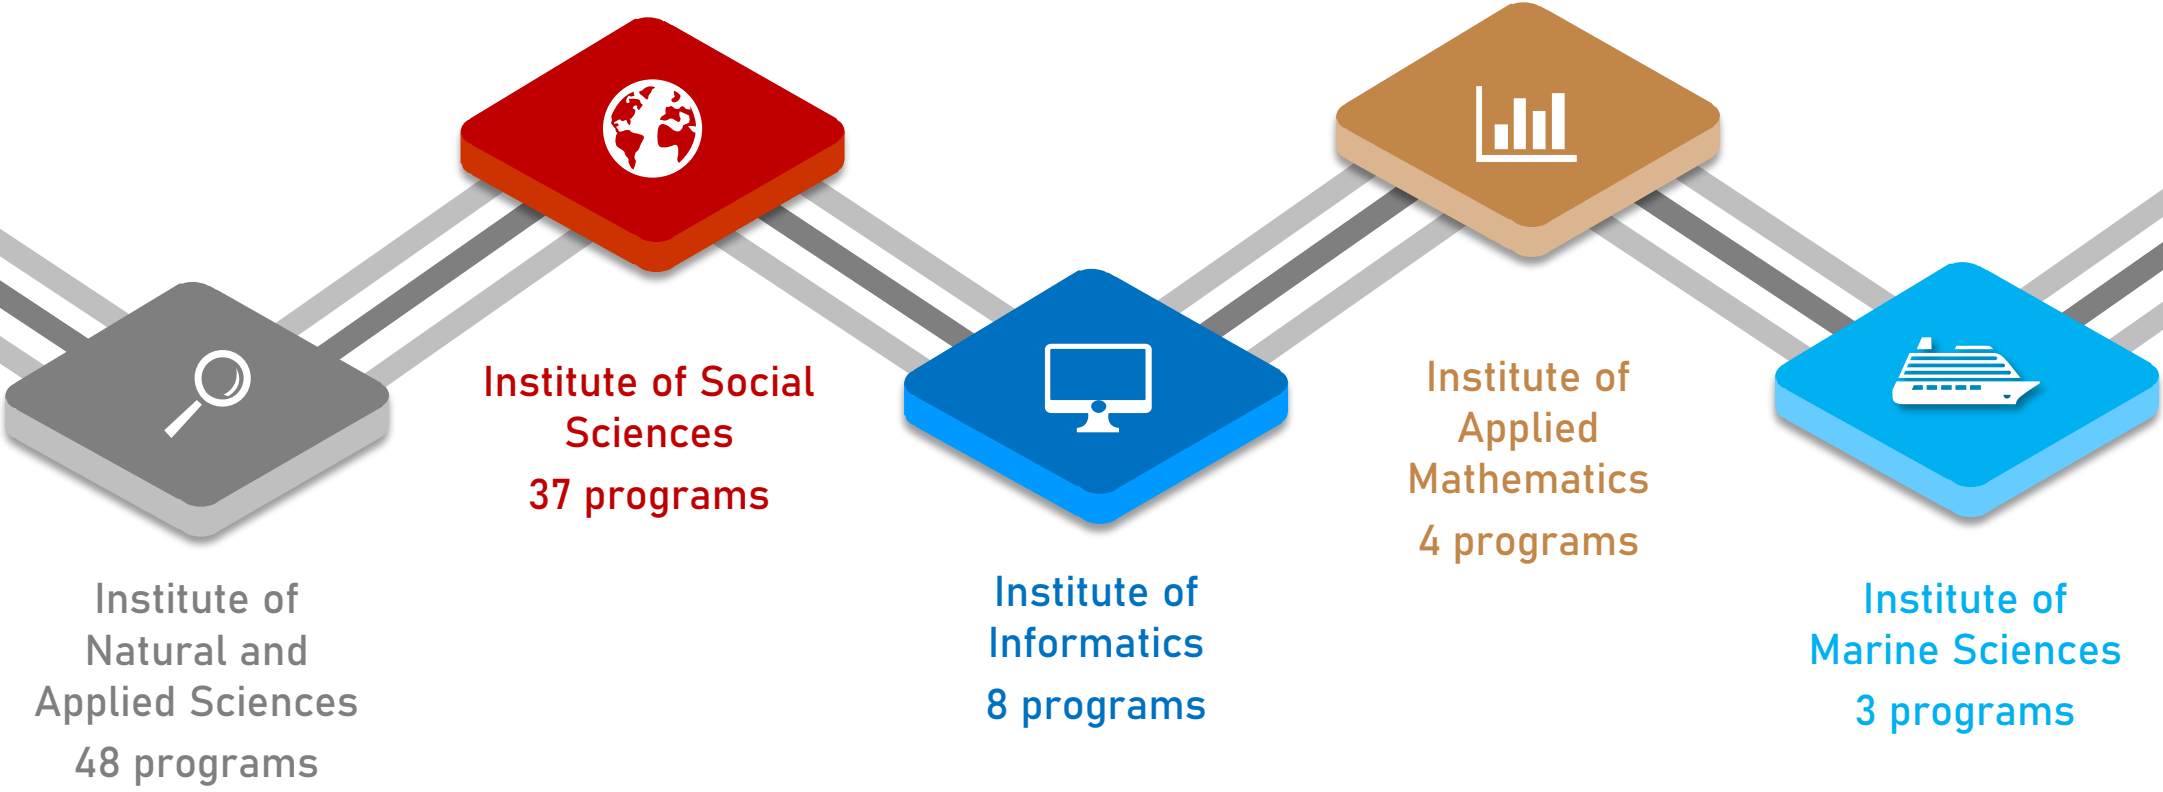 Institute of
Natural and
Applied Sciences
48 programs
Institute of Social
Sciences
37 programs
Institute of
Informatics
8 programs
Institute of
Applied
Mathematics
4 programs
Institute of
Marine Sciences
3 programs